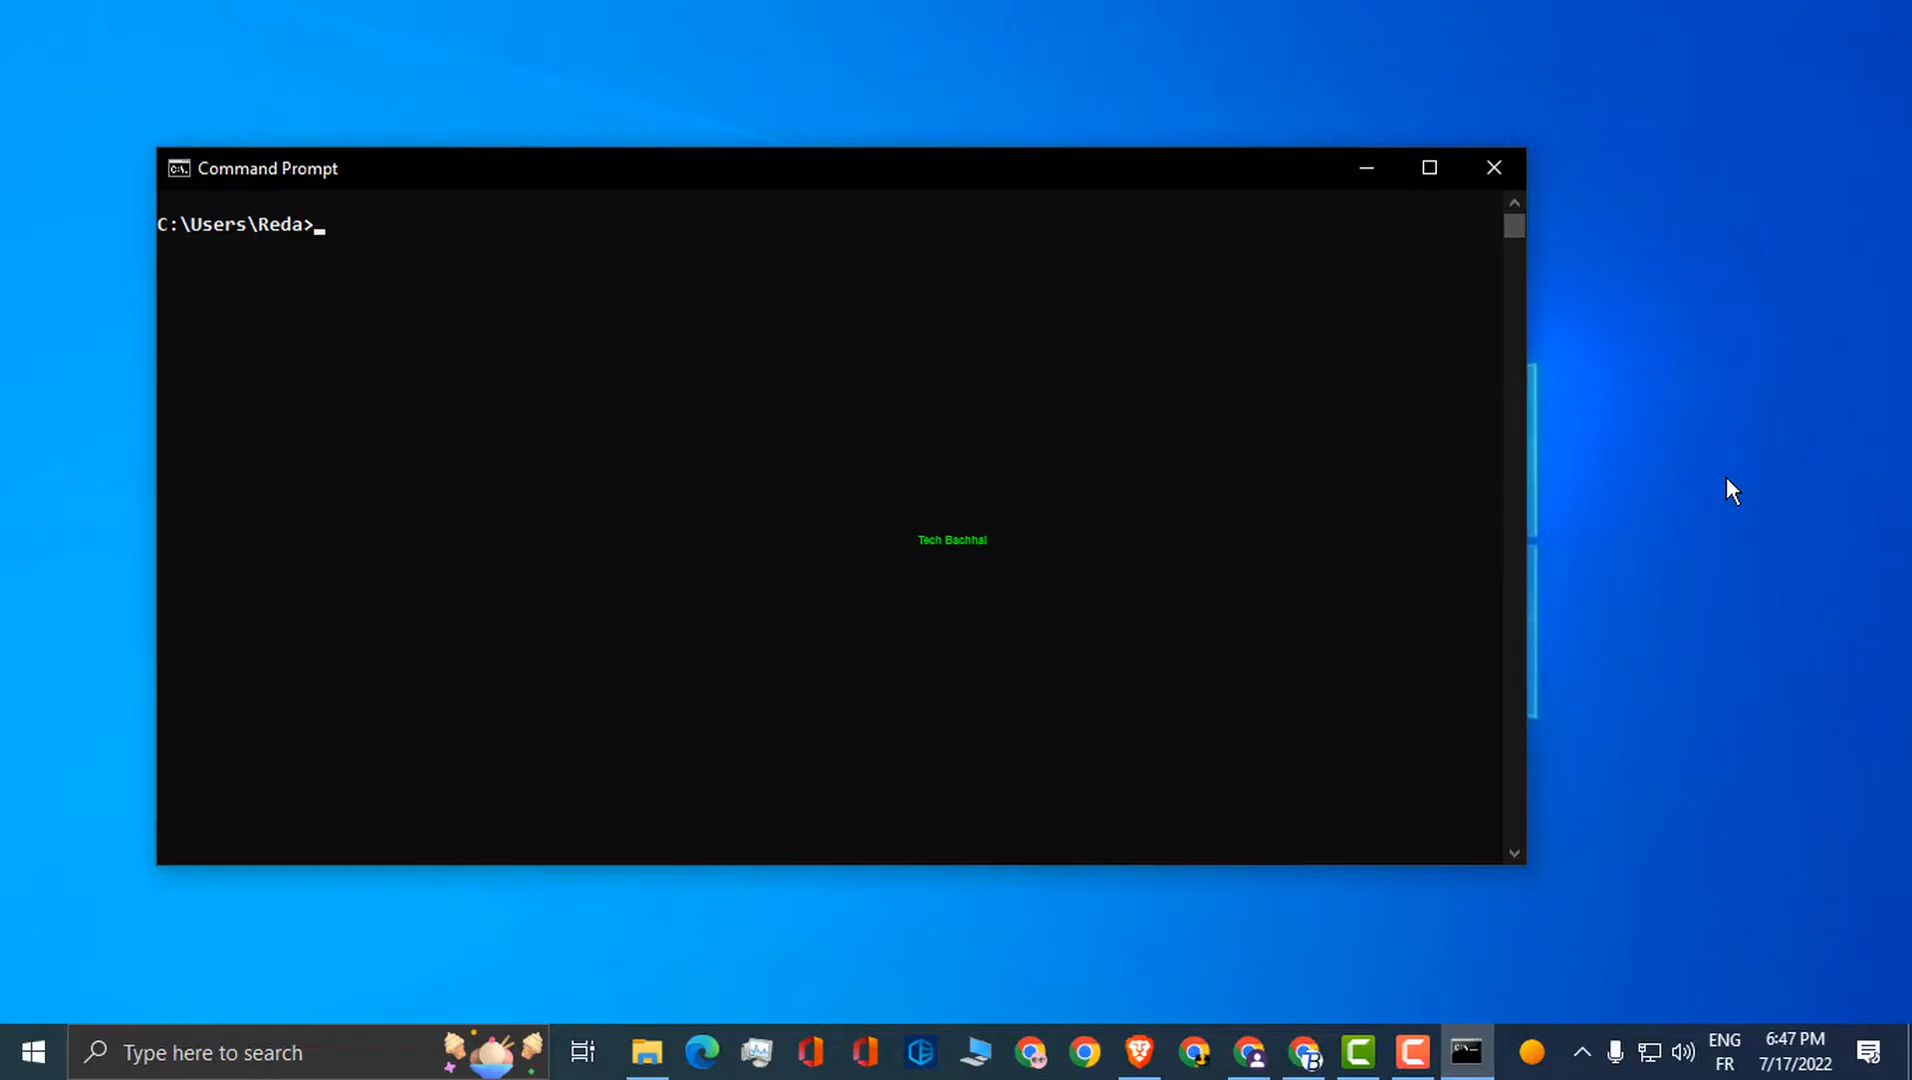 Command Prompt
C:\Users\Reda>
Tech Bachhal
Type here to search
ENG
FR
6:47 PM
7/17/2022